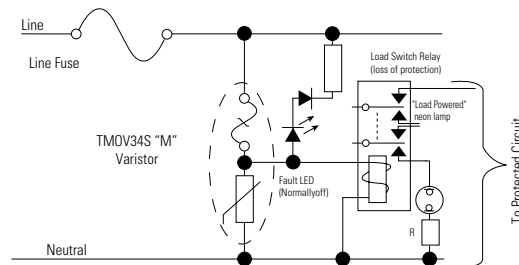 Line
Line Fuse
Load Switch Relay
(loss of protection)
"Load Powered"
neon lamp
TMOV34S "M"
Varistor
Fault LED
(Normallyoff)
To Protected Circuit
R
Neutral